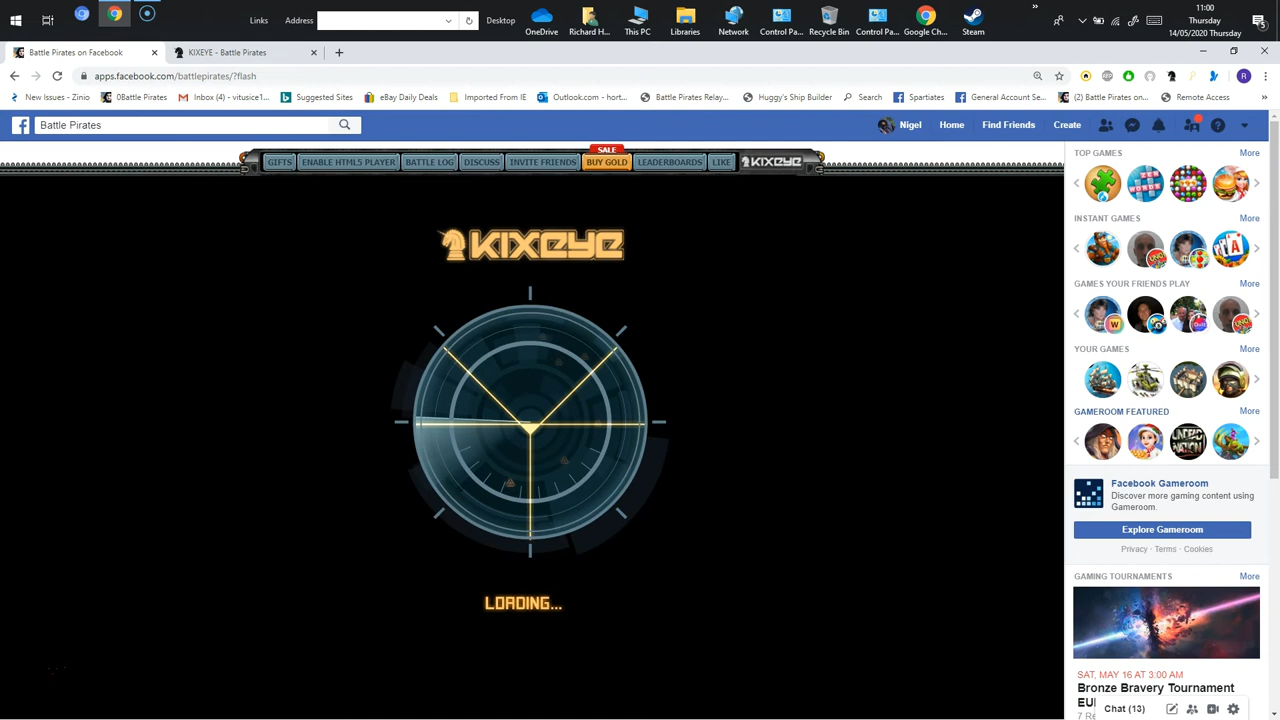 Links
Address
Desktop
OneDrive
Richard H...
This PC
Libraries
Network
Control Pa...
Recycle Bin
Control Pa...
Google Ch...
Steam
11:00
Thursday
14/05/2020 Thursday
Battle Pirates on Facebook
KIXEYE - Battle Pirates
apps.facebook.com/battlepirates/?flash
R
New Issues - Zinio
0Battle Pirates
Inbox (4) - vitusice1...
Suggested Sites
eBay Daily Deals
Imported From IE
Outlook.com - hort...
Battle Pirates Relay...
Huggy's Ship Builder
Search
Spartiates
General Account Se...
(2) Battle Pirates on...
Remote Access
Battle Pirates
Nigel
Home
Find Friends
Create
SALE
GIFTS
ENABLE HTML5 PLAYER
BATTLE LOG
DISCUSS
INVITE FRIENDS
BUY GOLD
LEADERBOARDS
LIKE
KIXEYE
KIXEYE
LOADING...
TOP GAMES
More
INSTANT GAMES
More
GAMES YOUR FRIENDS PLAY
More
YOUR GAMES
More
GAMEROOM FEATURED
More
Facebook Gameroom
Discover more gaming content using
Gameroom.
Explore Gameroom
Privacy · Terms · Cookies
GAMING TOURNAMENTS
More
SAT, MAY 16 AT 3:00 AM
Bronze Bravery Tournament
Chat (13)